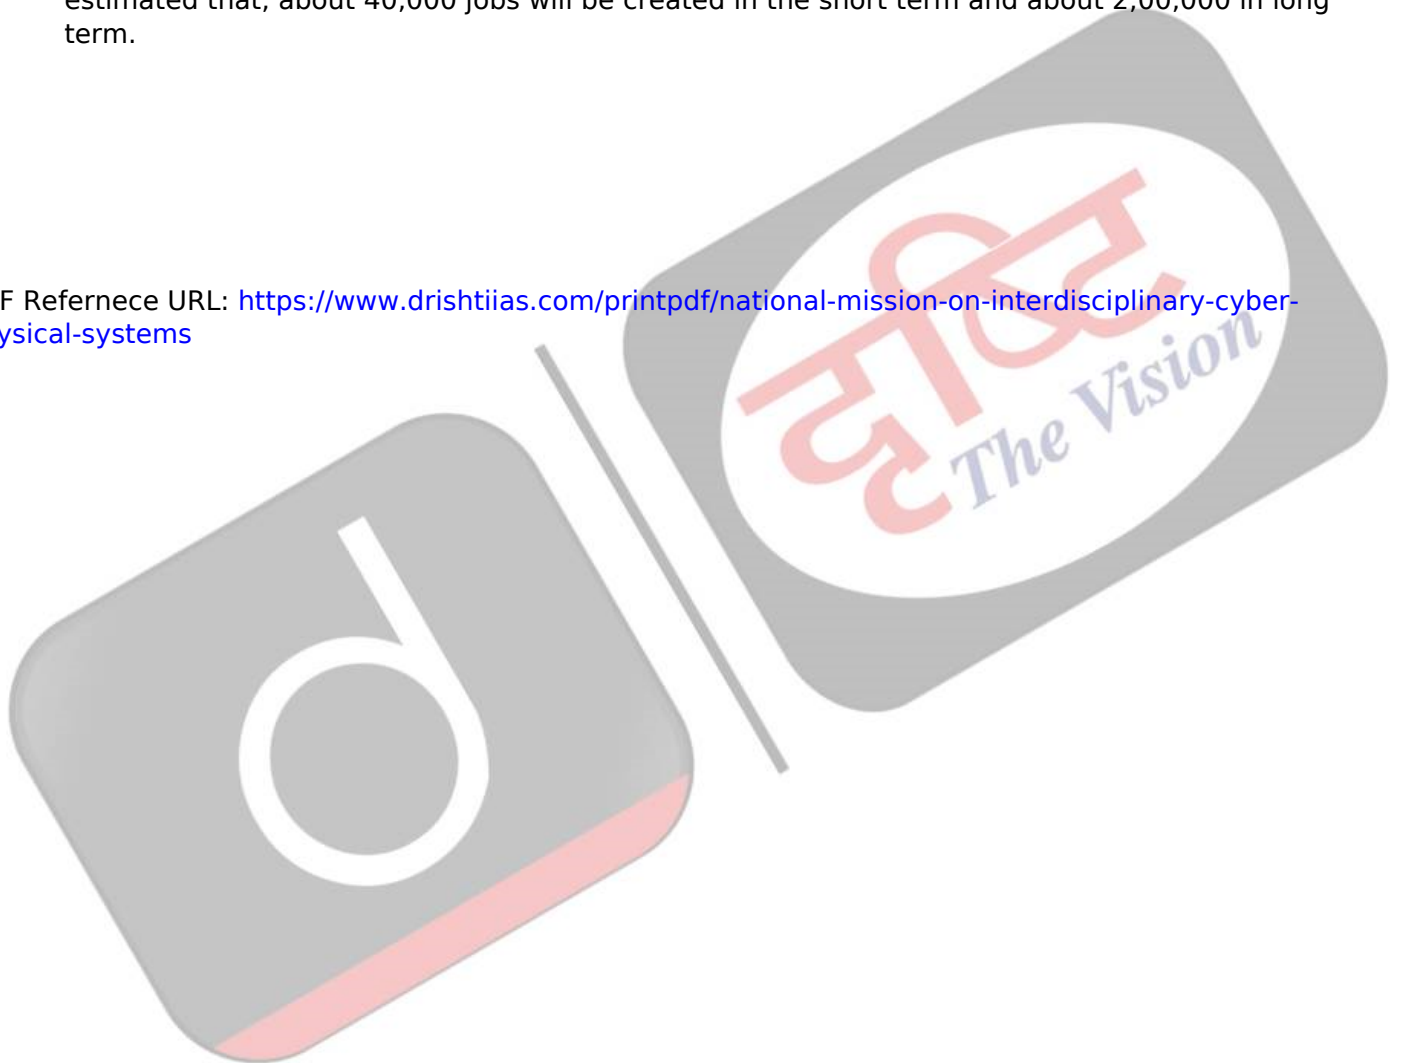 estimated that, about 40,000 jobs will be created in the short term and about 2,00,000 in long
term.
F Refernece URL: https://www.drishtiias.com/printpdf/national-mission-on-interdisciplinary-cyber-
ysical-systems
दृष्टि
The Vision
d